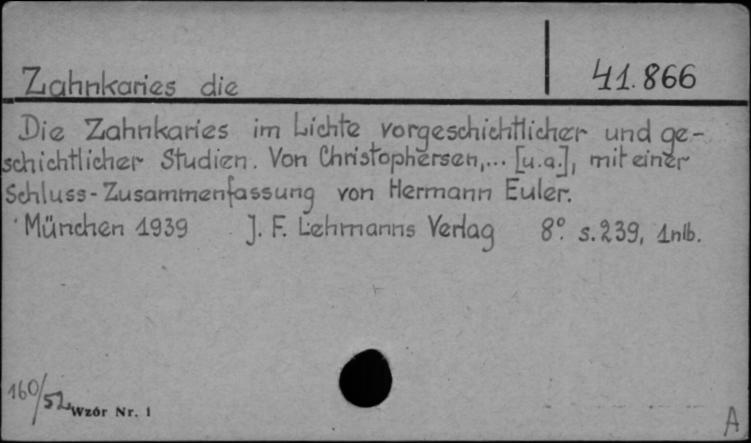 Zahnkaries die
41.866
Die Zahnkaries im Lichte vorgeschichtlicher und ge-
schichtlicher Studien. Von Christophersen,... [u.a.], mit einer
Schluss-Zusammenfassung von Hermann Euler.
München 1939 J. F. Lehmanns Verlag 8º. s.239, 1nlb.
160/52
Wzór Nr. 1
A